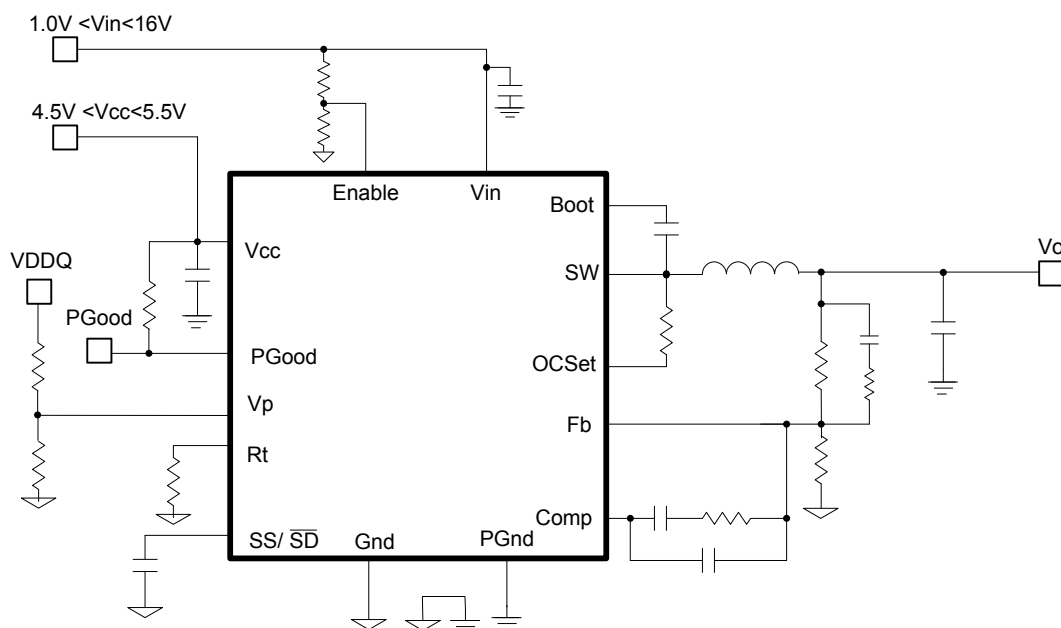 1.0V <Vin<16V
4.5V <Vcc<5.5V
Enable
Vin
Boot
Vcc
SW
Vo
VDDQ
PGood
PGood
OCSet
Vp
Fb
Rt
Comp
SS/ SD
Gnd
PGnd